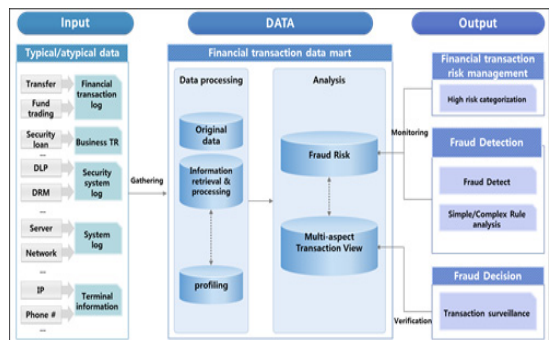 Input
DATA
Output
Typical/atypical data
Transfer
Fund
trading
Financial
transaction
log
Security
loan
...
Business TR
DLP
DRM
...
Security
system
log
Server
Network
...
System
log
IP
Phone #
...
Terminal
information
Gathering
Financial transaction data mart
Data processing
Original
data
Information
retrieval &
processing
profiling
Analysis
Fraud Risk
Multi-aspect
Transaction View
Monitoring
Verification
Financial transaction
risk management
High risk categorization
Fraud Detection
Fraud Detect
Simple/Complex Rule
analysis
Fraud Decision
Transaction surveillance